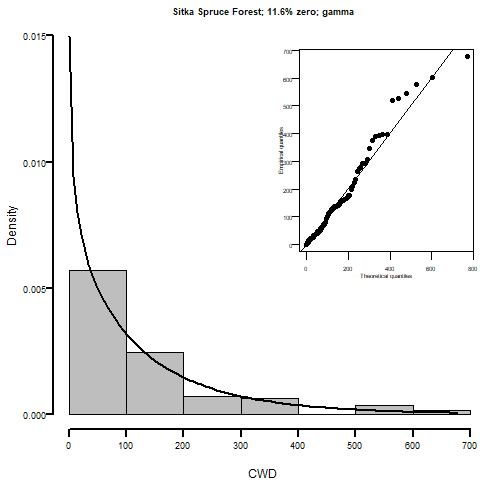 Sitka Spruce Forest; 11.6% zero; gamma
Density
0.015
0.010
0.005
0.000
0 100 200 300 400 500 600 700
CWD
Empirical quantiles
700
600
500
400
300
200
100
0
0 200 400 600 800
Theoretical quantiles